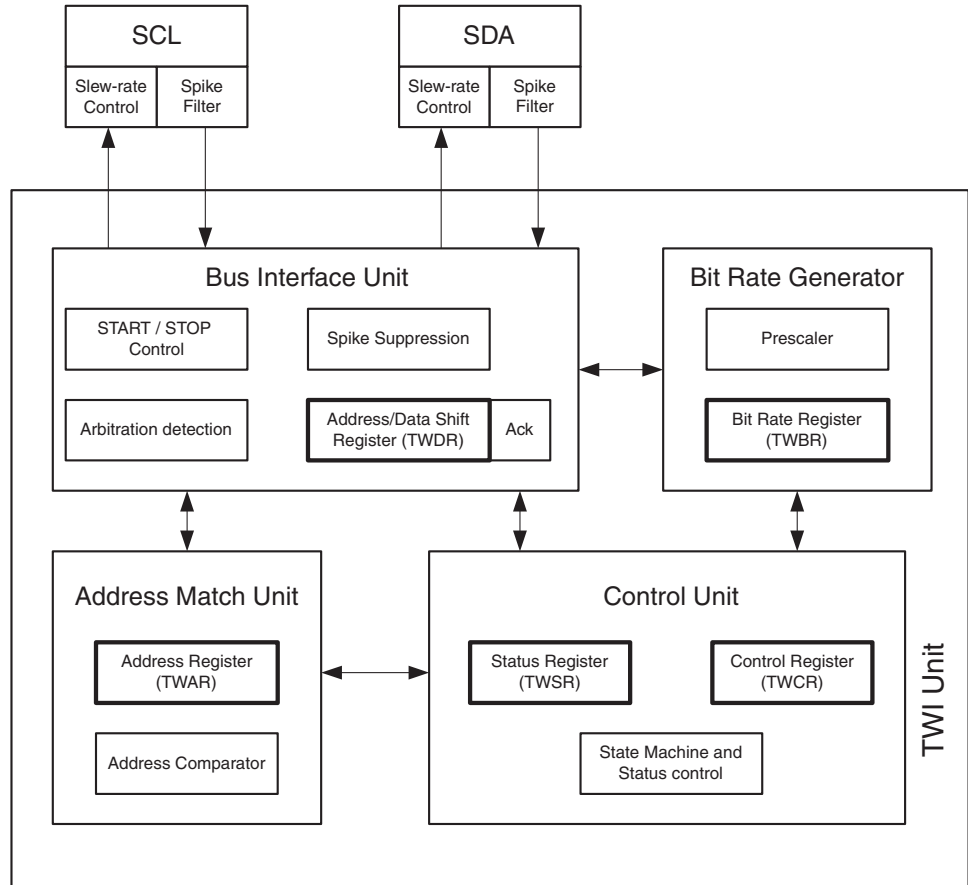 SCL
Slew-rate
Control
Spike
Filter
SDA
Slew-rate
Control
Spike
Filter
Bus Interface Unit
START / STOP
Control
Spike Suppression
Arbitration detection
Address/Data Shift
Register (TWDR)
Ack
Bit Rate Generator
Prescaler
Bit Rate Register
(TWBR)
Address Match Unit
Address Register
(TWAR)
Address Comparator
Control Unit
Status Register
(TWSR)
Control Register
(TWCR)
State Machine and
Status control
TWI Unit